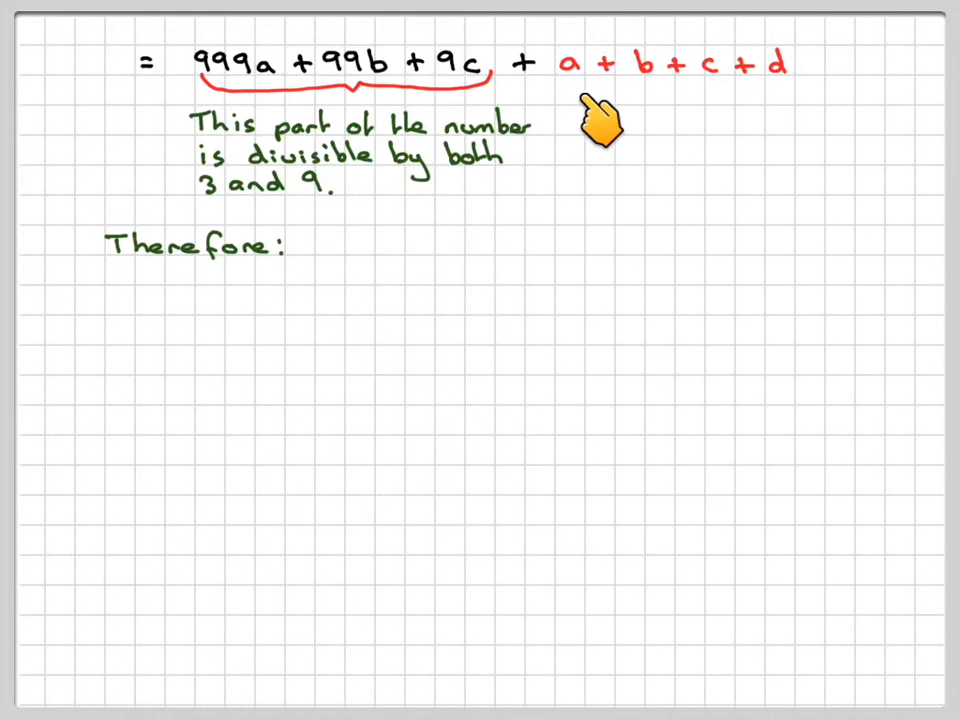 = 999a + 99b + 9c + a + b + c + d
This part of the number
is divisible by both
3 and 9.
Therefore: